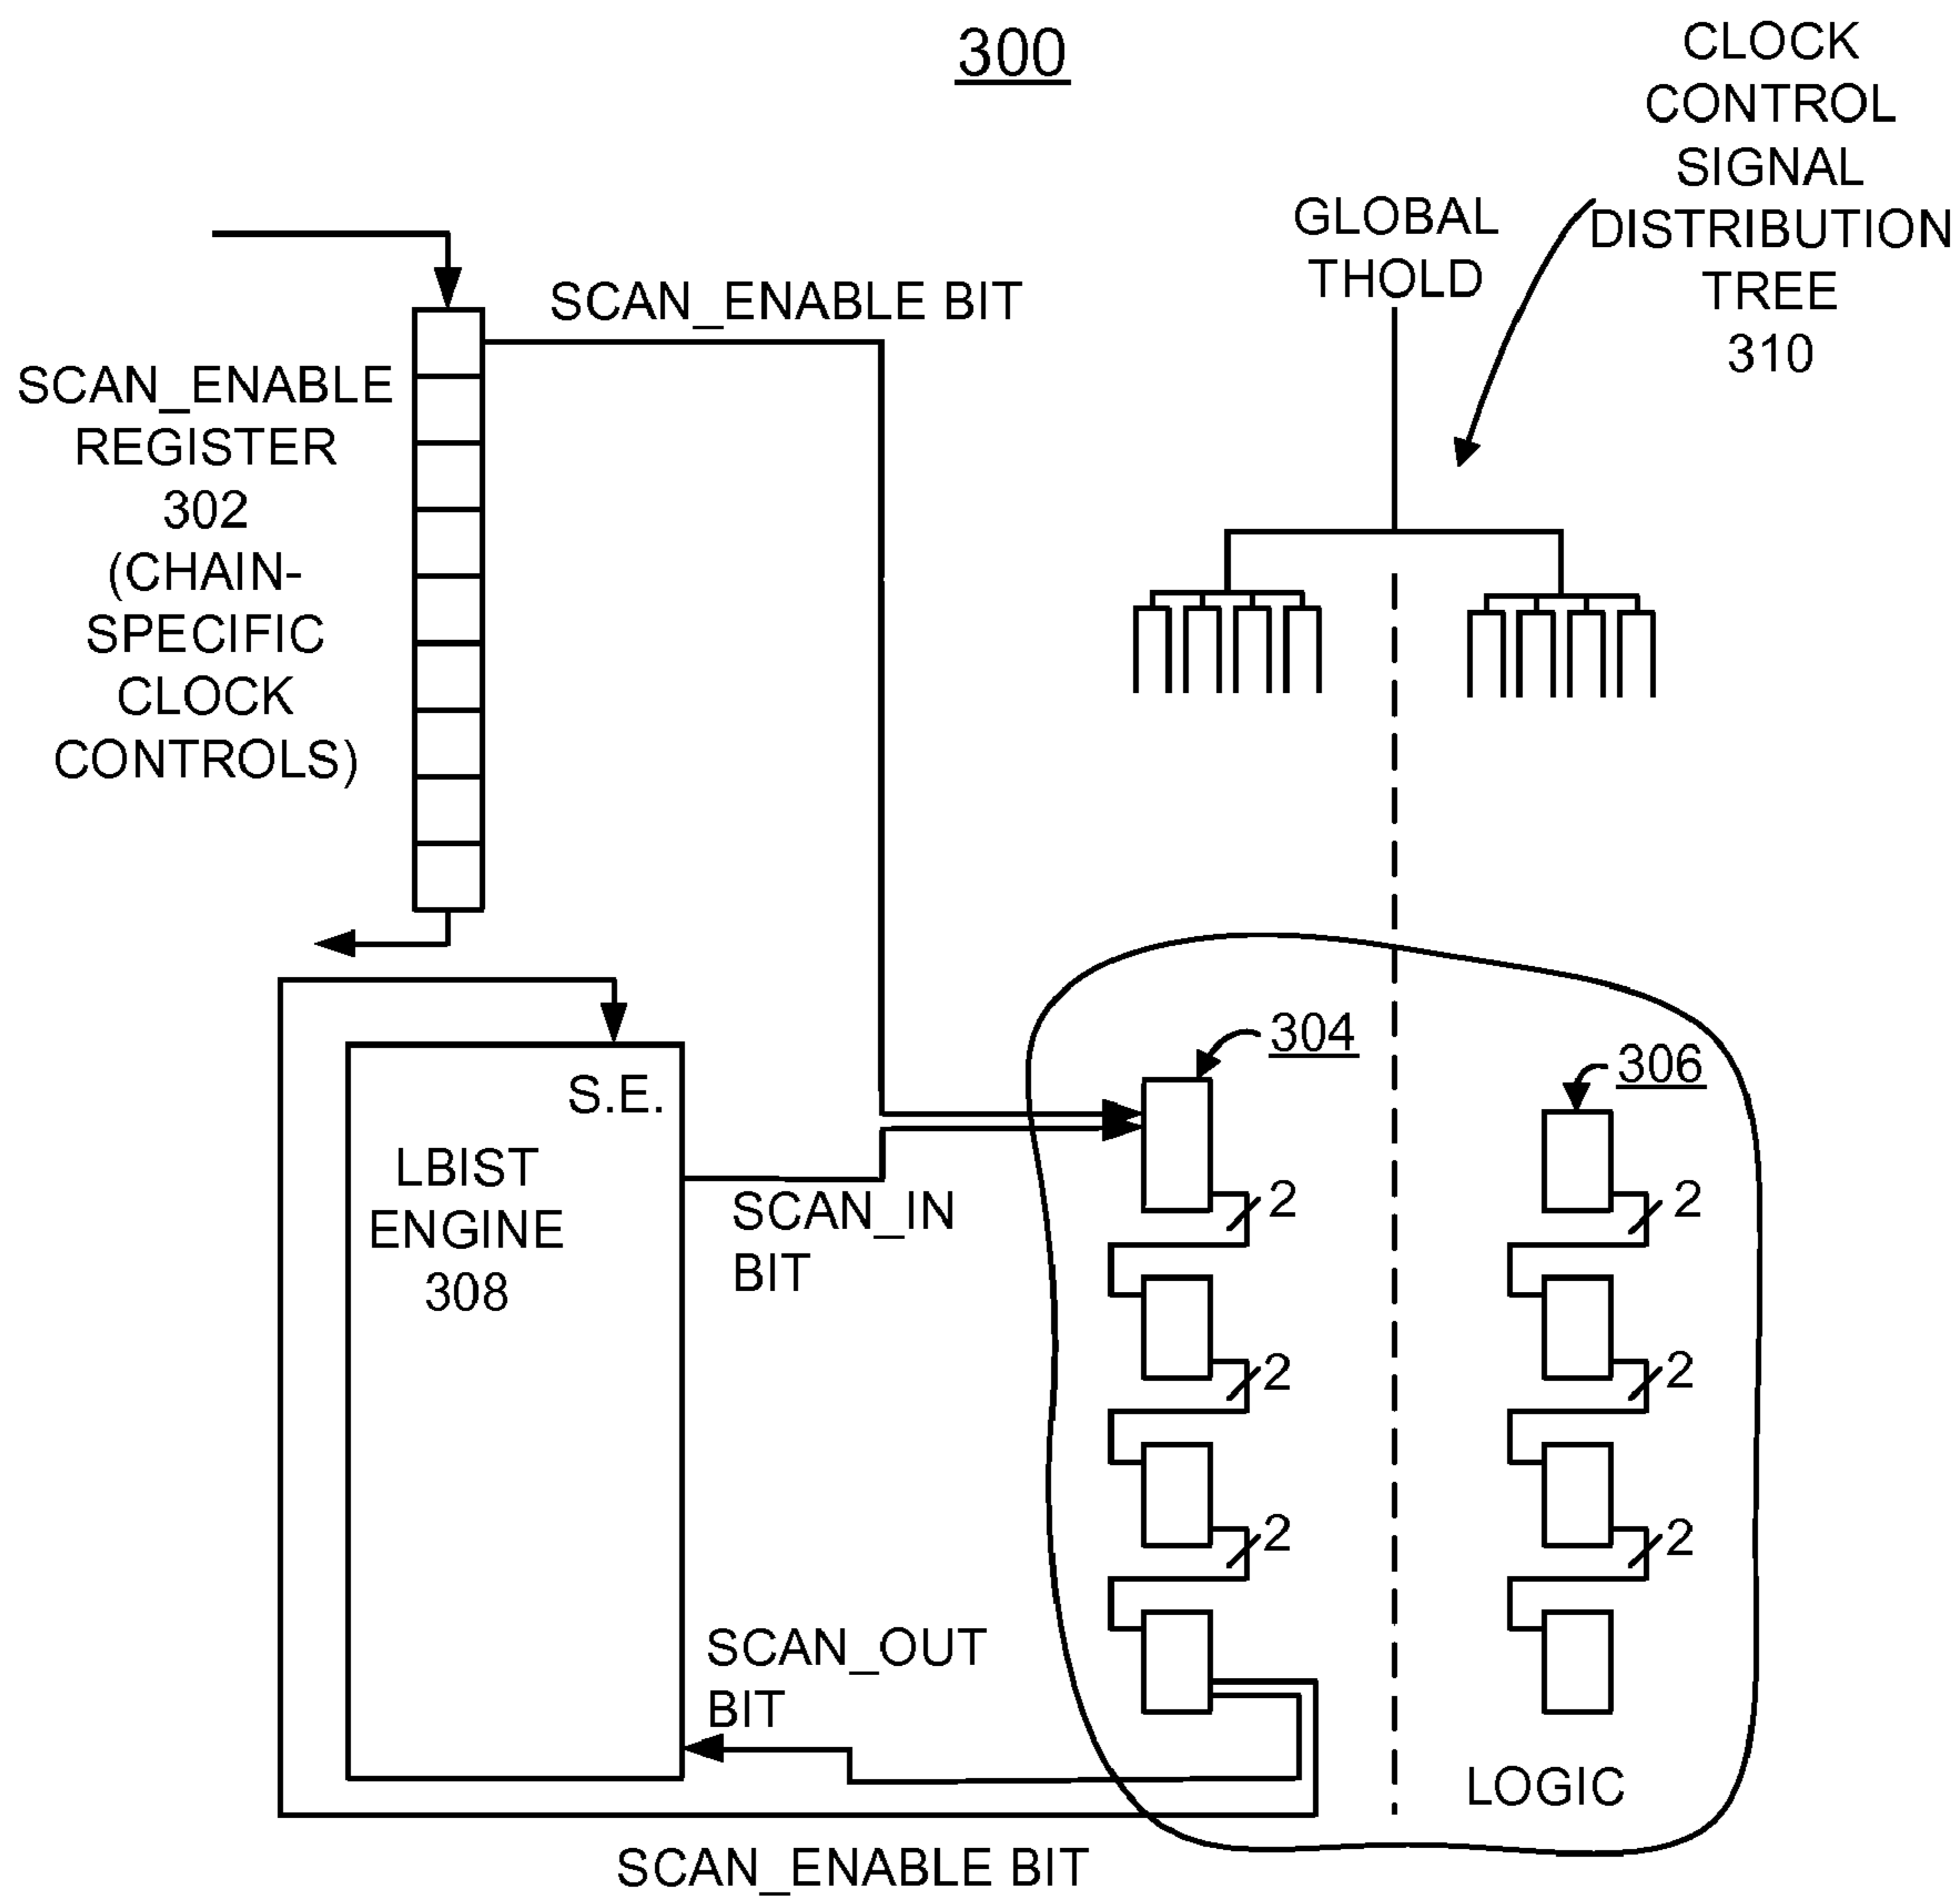 300
CLOCK
CONTROL
SIGNAL
DISTRIBUTION
TREE
310
GLOBAL
THOLD
SCAN_ENABLE BIT
SCAN_ENABLE
REGISTER
302
(CHAIN-
SPECIFIC
CLOCK
CONTROLS)
S.E.
LBIST
ENGINE
308
SCAN_IN
BIT
304
306
2
2
2
2
2
2
SCAN_OUT
BIT
LOGIC
SCAN_ENABLE BIT